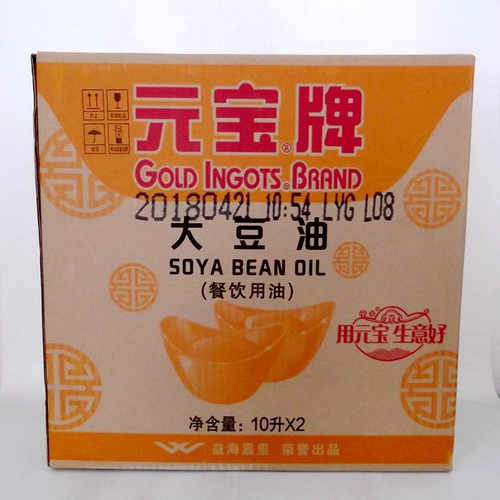 元宝®牌
GOLD INGOTS® BRAND
20180421 10:54 LYG L08
大豆油
SOYA BEAN OIL
(餐饮用油)
用元宝 生意好
净含量：10升X2
益海嘉里 荣誉出品